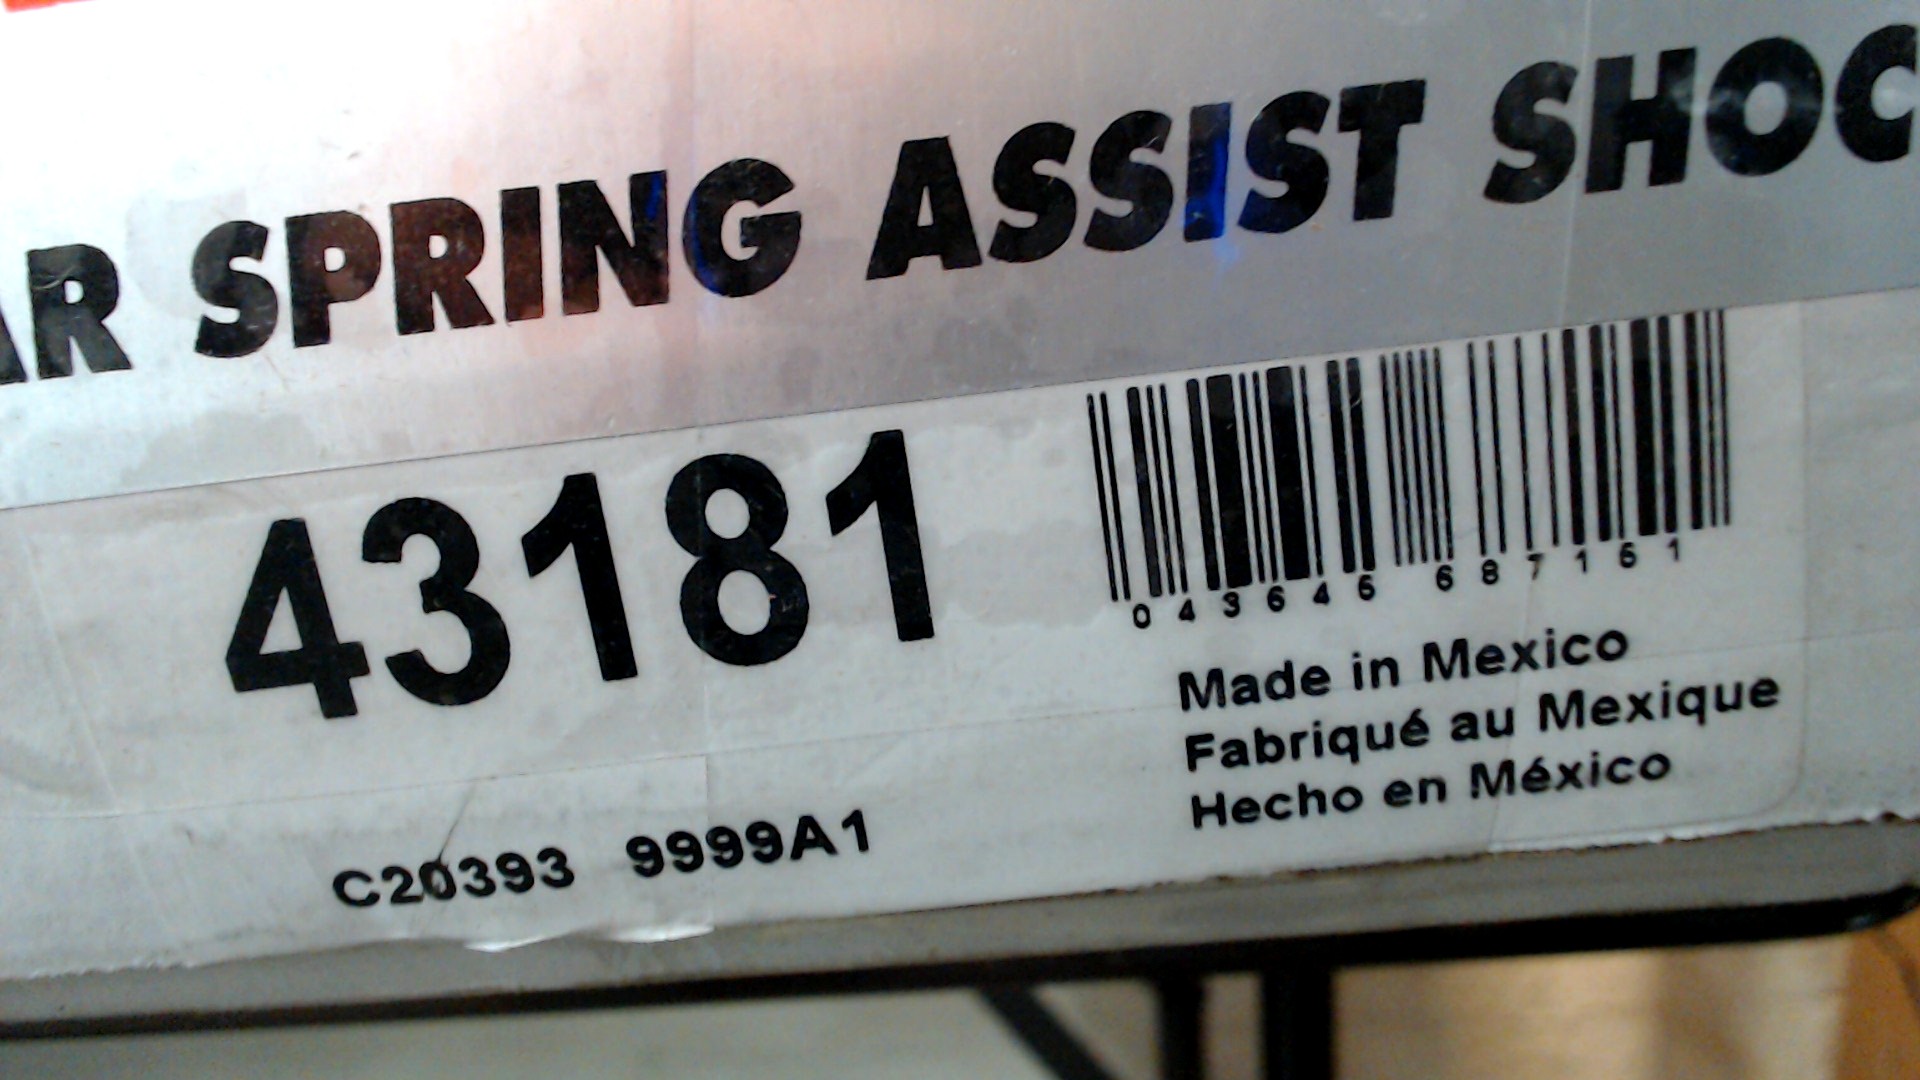 AR SPRING ASSIST SHOC
43181
0 43645 68716 1
Made in Mexico
Fabriqué au Mexique
Hecho en México
C20393 9999A1